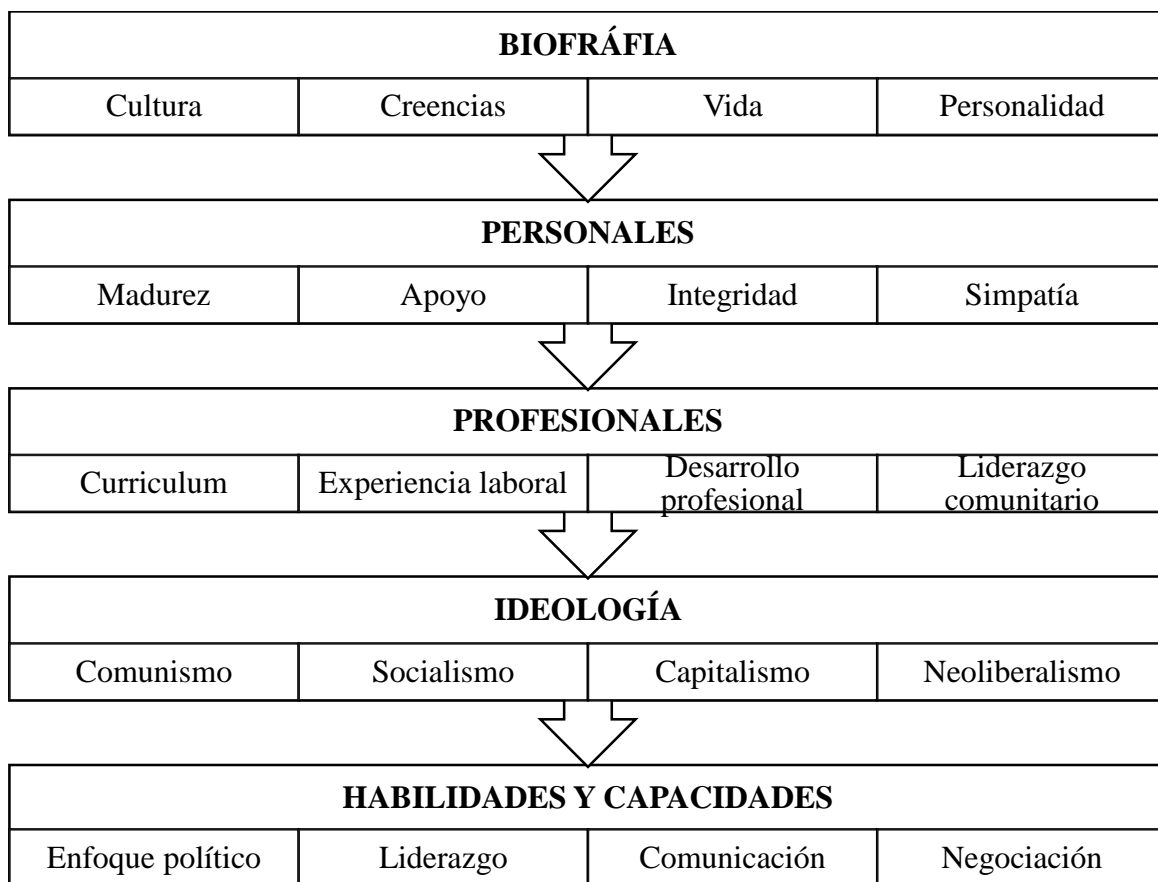 BIOFRÁFIA
Cultura
Creencias
Vida
Personalidad
PERSONALES
Madurez
Apoyo
Integridad
Simpatía
PROFESIONALES
Curriculum
Experiencia laboral
Desarrollo
profesional
Liderazgo
comunitario
IDEOLOGÍA
Comunismo
Socialismo
Capitalismo
Neoliberalismo
HABILIDADES Y CAPACIDADES
Enfoque político
Liderazgo
Comunicación
Negociación